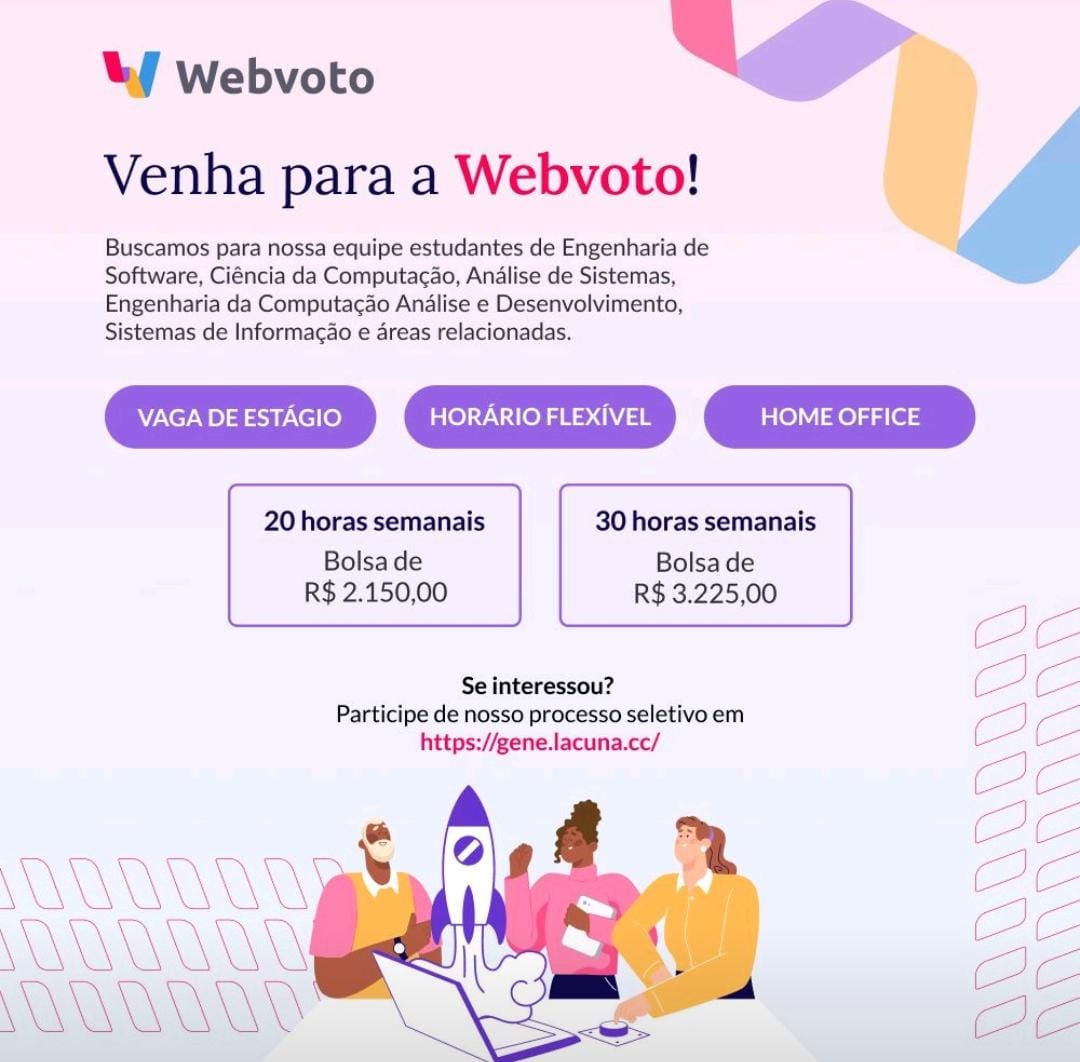 Webvoto
Venha para a Webvoto!
Buscamos para nossa equipe estudantes de Engenharia de
Software, Ciência da Computação, Análise de Sistemas,
Engenharia da Computação Análise e Desenvolvimento,
Sistemas de Informação e áreas relacionadas.
VAGA DE ESTÁGIO
HORÁRIO FLEXÍVEL
HOME OFFICE
20 horas semanais
Bolsa de
R$ 2.150,00
30 horas semanais
Bolsa de
R$ 3.225,00
Se interessou?
Participe de nosso processo seletivo em
https://gene.lacuna.cc/